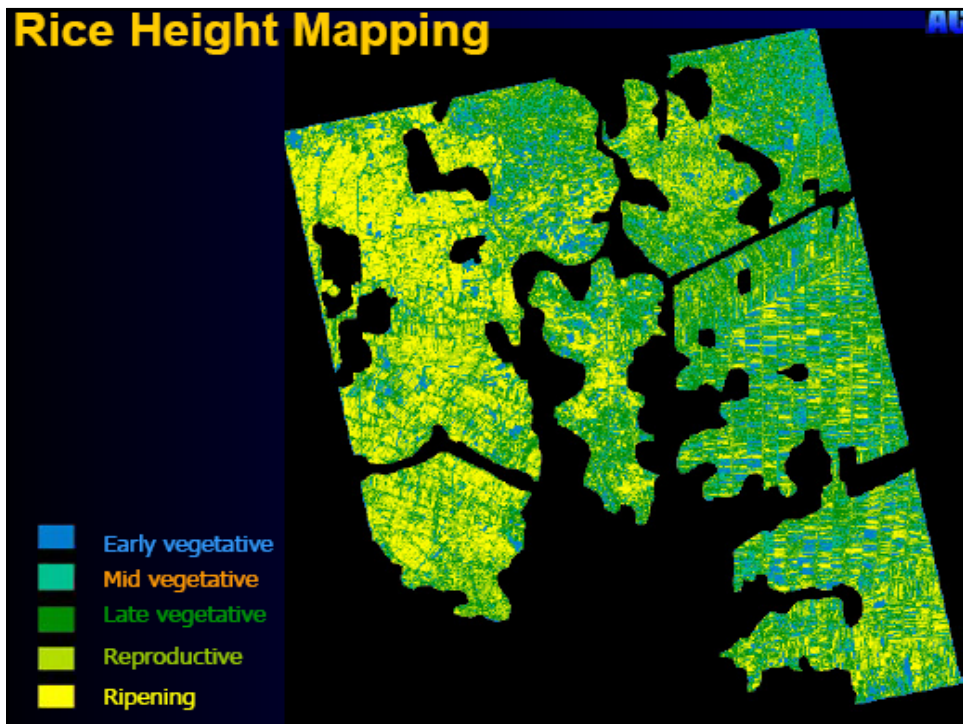 Rice Height Mapping
Early vegetative
Mid vegetative
Late vegetative
Reproductive
Ripening